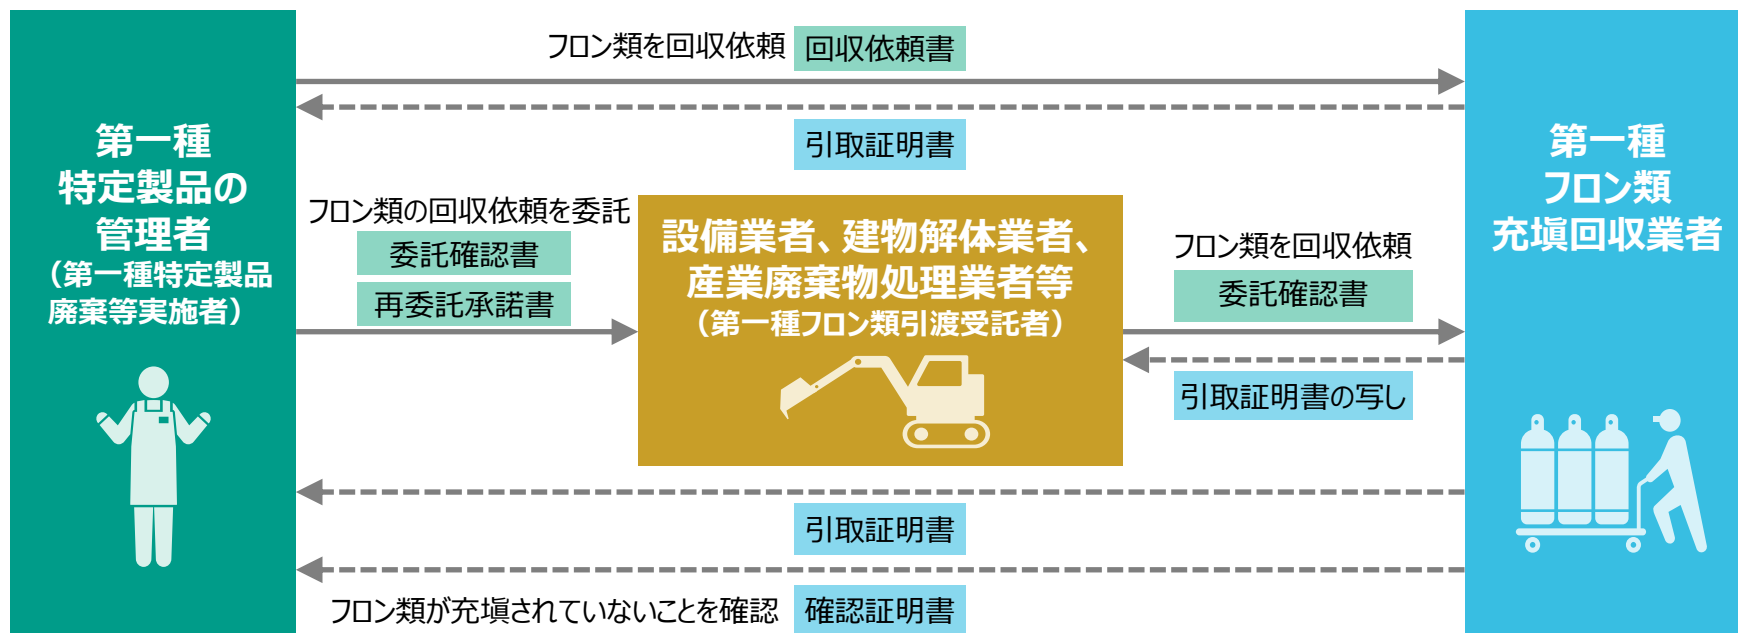 第一種
特定製品の
管理者
（第一種特定製品
廃棄等実施者）
フロン類を回収依頼 回収依頼書
引取証明書
フロン類の回収依頼を委託
委託確認書
再委託承諾書
設備業者、建物解体業者、
産業廃棄物処理業者等
（第一種フロン類引渡受託者）
フロン類を回収依頼
委託確認書
引取証明書の写し
引取証明書
フロン類が充塡されていないことを確認 確認証明書
第一種
フロン類
充塡回収業者